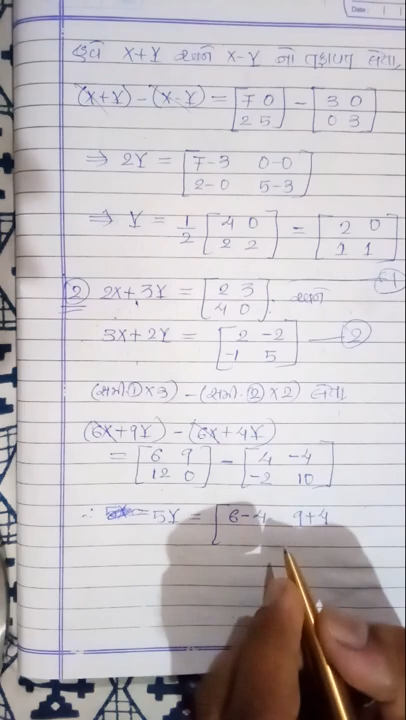 Date:
હવે X+Y અને X-Y નો તફાવત લેતા,
(X+Y) - (X-Y) = [7 0; 2 5] - [3 0; 0 3]
⇒ 2Y = [7-3 0-0; 2-0 5-3]
⇒ Y = 1/2 [4 0; 2 2] = [2 0; 1 1]
② 2X+3Y = [2 3; 4 0] અને —①
3X+2Y = [2 -2; -1 5] —②
(સમી.① ×3) - (સમી.② ×2) લેતા
(6X+9Y) - (6X+4Y)
= [6 9; 12 0] - [4 -4; -2 10]
∴ 5Y = [6-4 9+4